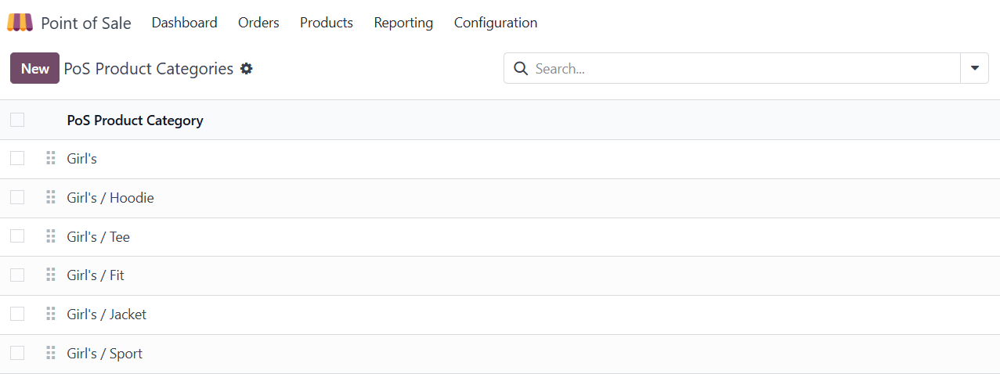 Point of Sale Dashboard Orders Products Reporting Configuration
New PoS Product Categories Search...
PoS Product Category
Girl's
Girl's / Hoodie
Girl's / Tee
Girl's / Fit
Girl's / Jacket
Girl's / Sport